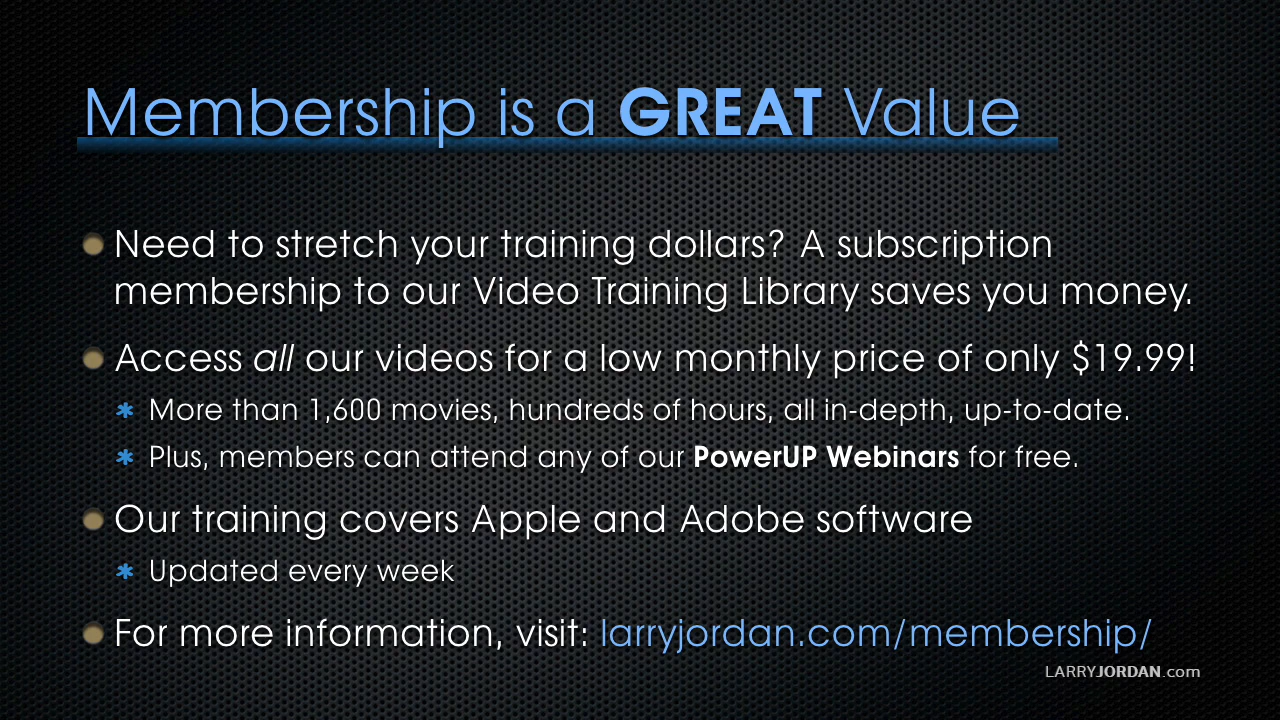 Membership is a GREAT Value
Need to stretch your training dollars? A subscription
membership to our Video Training Library saves you money.
Access all our videos for a low monthly price of only $19.99!
More than 1,600 movies, hundreds of hours, all in-depth, up-to-date.
Plus, members can attend any of our PowerUP Webinars for free.
Our training covers Apple and Adobe software
Updated every week
For more information, visit: larryjordan.com/membership/
LARRYJORDAN.com